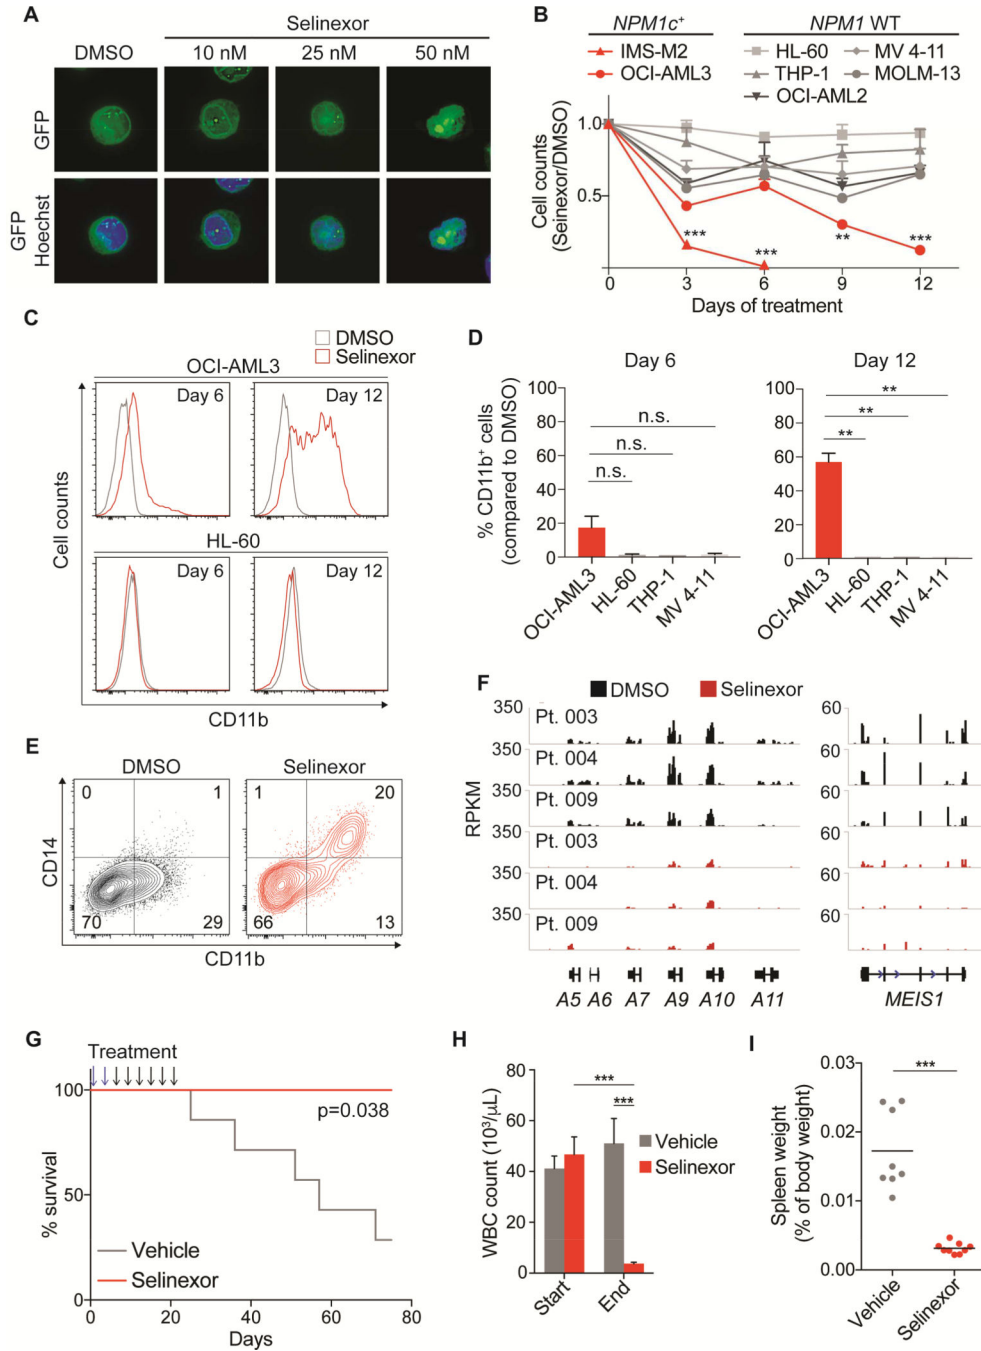 A
Selinexor
DMSO
10 nM
25 nM
50 nM
GFP
GFP
Hoechst
B
NPM1c+
NPM1 WT
IMS-M2
OCI-AML3
HL-60
MV 4-11
THP-1
MOLM-13
OCI-AML2
Cell counts
(Seinexor/DMSO)
1.0
0.5
***
***
**
***
0
3
6
9
12
Days of treatment
C
DMSO
Selinexor
OCI-AML3
Day 6
Day 12
HL-60
Day 6
Day 12
Cell counts
CD11b
D
Day 6
Day 12
% CD11b+ cells
(compared to DMSO)
100
80
60
40
20
0
n.s.
n.s.
n.s.
OCI-AML3
HL-60
THP-1
MV 4-11
100
80
60
40
20
0
**
**
**
OCI-AML3
HL-60
THP-1
MV 4-11
E
DMSO
Selinexor
0
1
70
29
1
20
66
13
CD14
CD11b
F
DMSO
Selinexor
RPKM
350
Pt. 003
60
350
Pt. 004
60
350
Pt. 009
60
350
Pt. 003
60
350
Pt. 004
60
350
Pt. 009
60
A5
A6
A7
A9
A10
A11
MEIS1
G
Treatment
% survival
100
50
0
p=0.038
Vehicle
Selinexor
0
20
40
60
80
Days
H
WBC count (10³/μL)
80
60
40
20
0
***
***
Vehicle
Selinexor
Start
End
I
Spleen weight
(% of body weight)
0.03
0.02
0.01
0.00
***
Vehicle
Selinexor